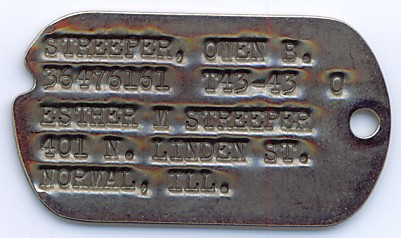 STREEPER, OWEN B.
36476161 T43-43 O
ESTHER M STREEPER
401 N. LINDEN ST.
NORMAL, ILL.